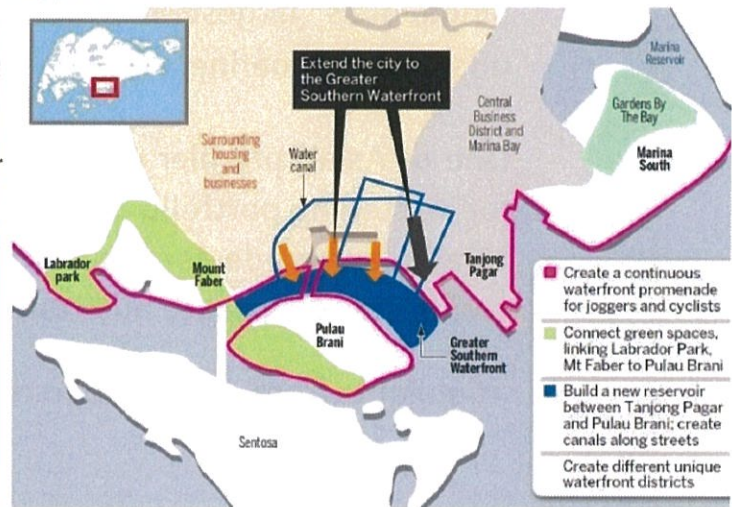 Extend the city to
the Greater
Southern Waterfront
Marina
Reservoir
Central
Business
District and
Marina Bay
Gardens By
The Bay
Marina
South
Surrounding
housing
and
businesses
Water
canal
Labrador
park
Mount
Faber
Tanjong
Pagar
Pulau
Brani
Greater
Southern
Waterfront
Sentosa
Create a continuous
waterfront promenade
for joggers and cyclists
Connect green spaces,
linking Labrador Park,
Mt Faber to Pulau Brani
Build a new reservoir
between Tanjong Pagar
and Pulau Brani; create
canals along streets
Create different unique
waterfront districts